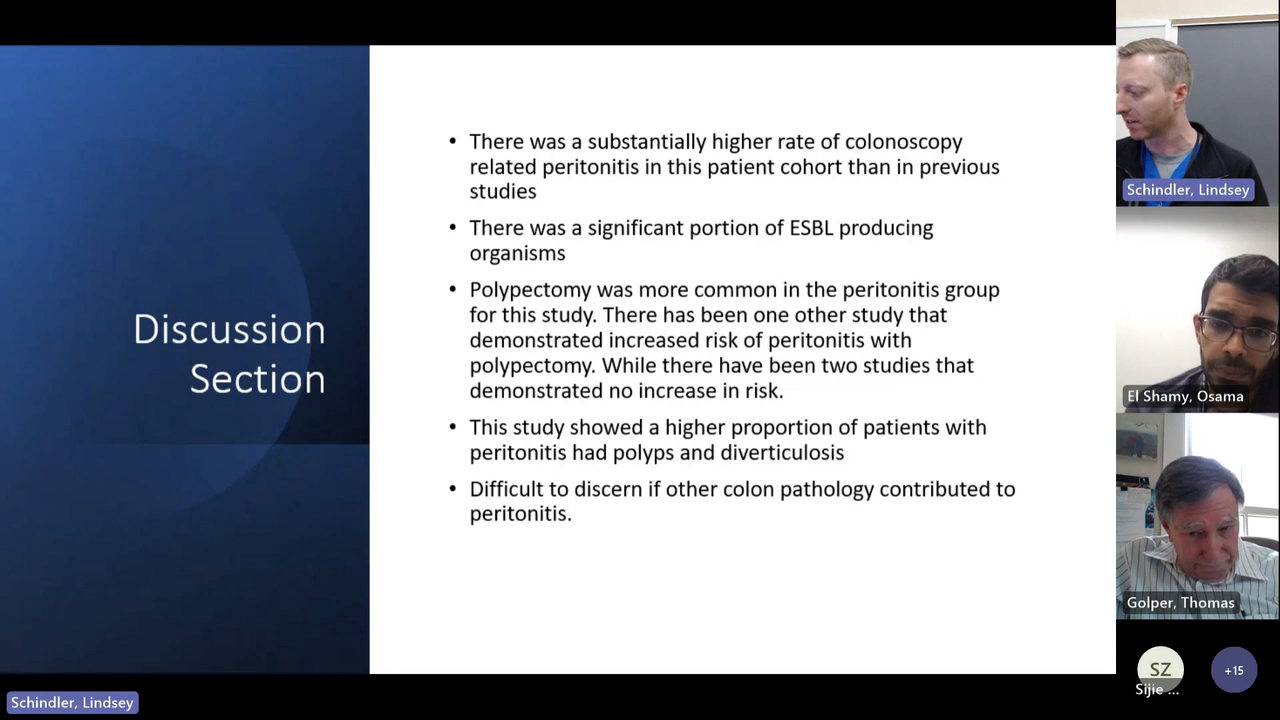 Discussion
Section
• There was a substantially higher rate of colonoscopy
related peritonitis in this patient cohort than in previous
studies
• There was a significant portion of ESBL producing
organisms
• Polypectomy was more common in the peritonitis group
for this study. There has been one other study that
demonstrated increased risk of peritonitis with
polypectomy. While there have been two studies that
demonstrated no increase in risk.
• This study showed a higher proportion of patients with
peritonitis had polyps and diverticulosis
• Difficult to discern if other colon pathology contributed to
peritonitis.
Schindler, Lindsey
El Shamy, Osama
Golper, Thomas
SZ
Sijie ...
+15
Schindler, Lindsey